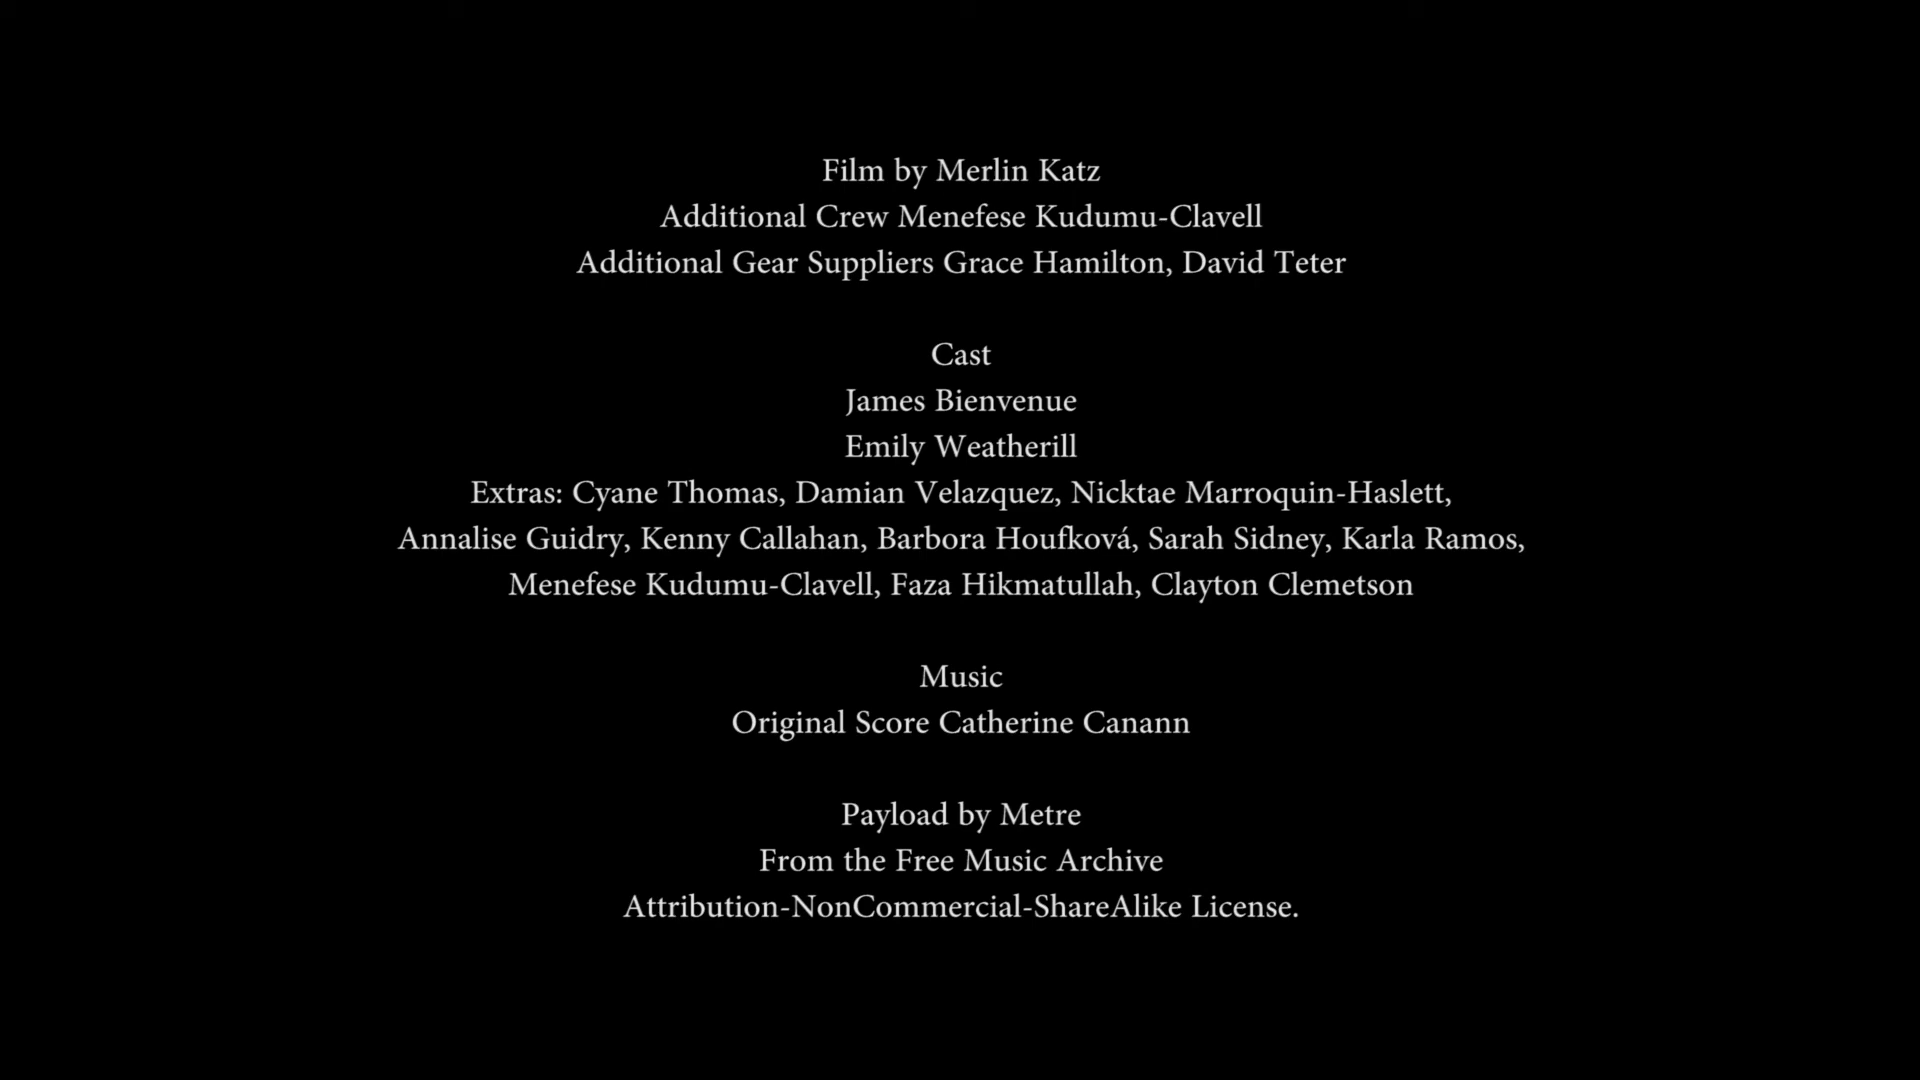 Film by Merlin Katz
Additional Crew Menefese Kudumu-Clavell
Additional Gear Suppliers Grace Hamilton, David Teter
Cast
James Bienvenue
Emily Weatherill
Extras: Cyane Thomas, Damian Velazquez, Nicktae Marroquin-Haslett,
Annalise Guidry, Kenny Callahan, Barbora Houfková, Sarah Sidney, Karla Ramos,
Menefese Kudumu-Clavell, Faza Hikmatullah, Clayton Clemetson
Music
Original Score Catherine Canann
Payload by Metre
From the Free Music Archive
Attribution-NonCommercial-ShareAlike License.